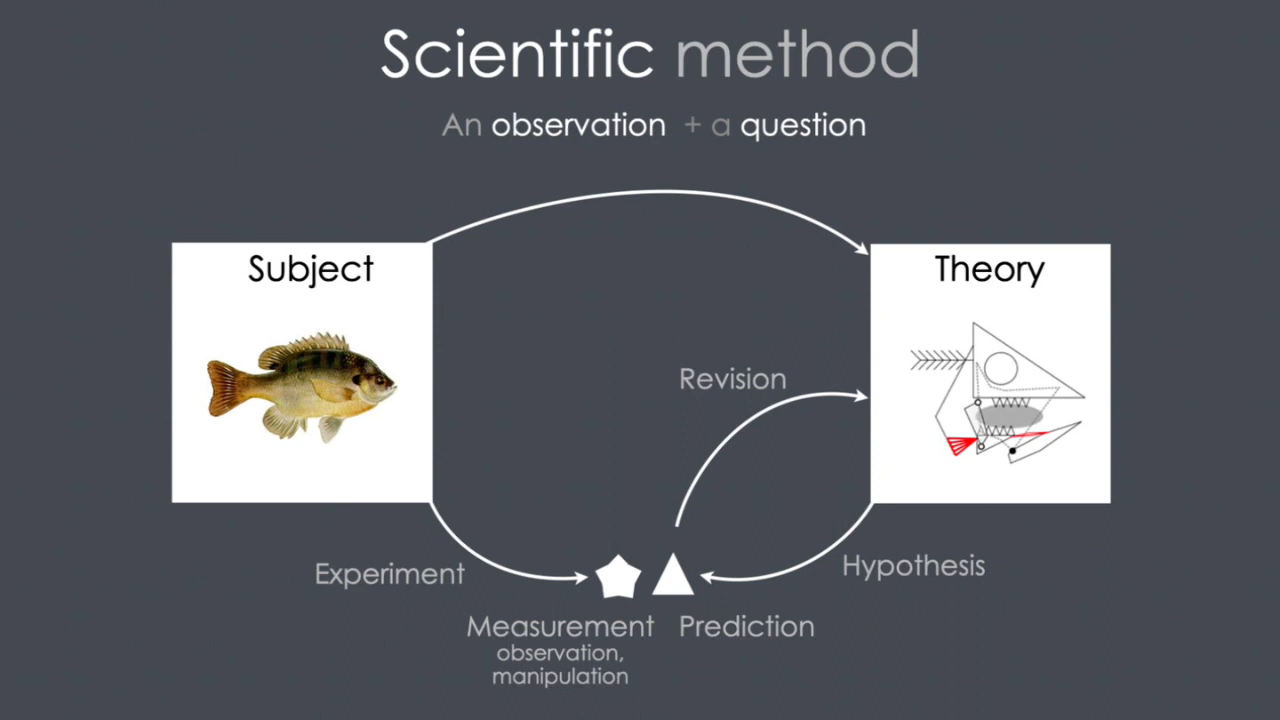 Scientific method
An observation + a question
Subject
Theory
Revision
Experiment
Hypothesis
Measurement
observation,
manipulation
Prediction